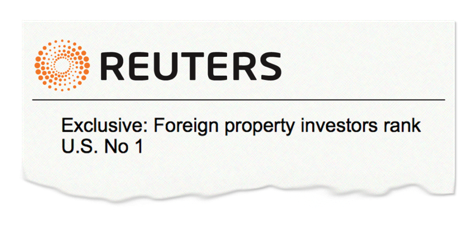 REUTERS
Exclusive: Foreign property investors rank
U.S. No 1